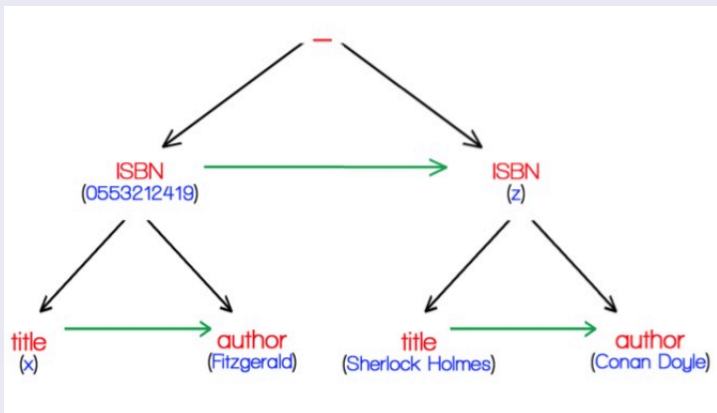 –
ISBN
(0553212419)
ISBN
(z)
title
(x)
author
(Fitzgerald)
title
(Sherlock Holmes)
author
(Conan Doyle)